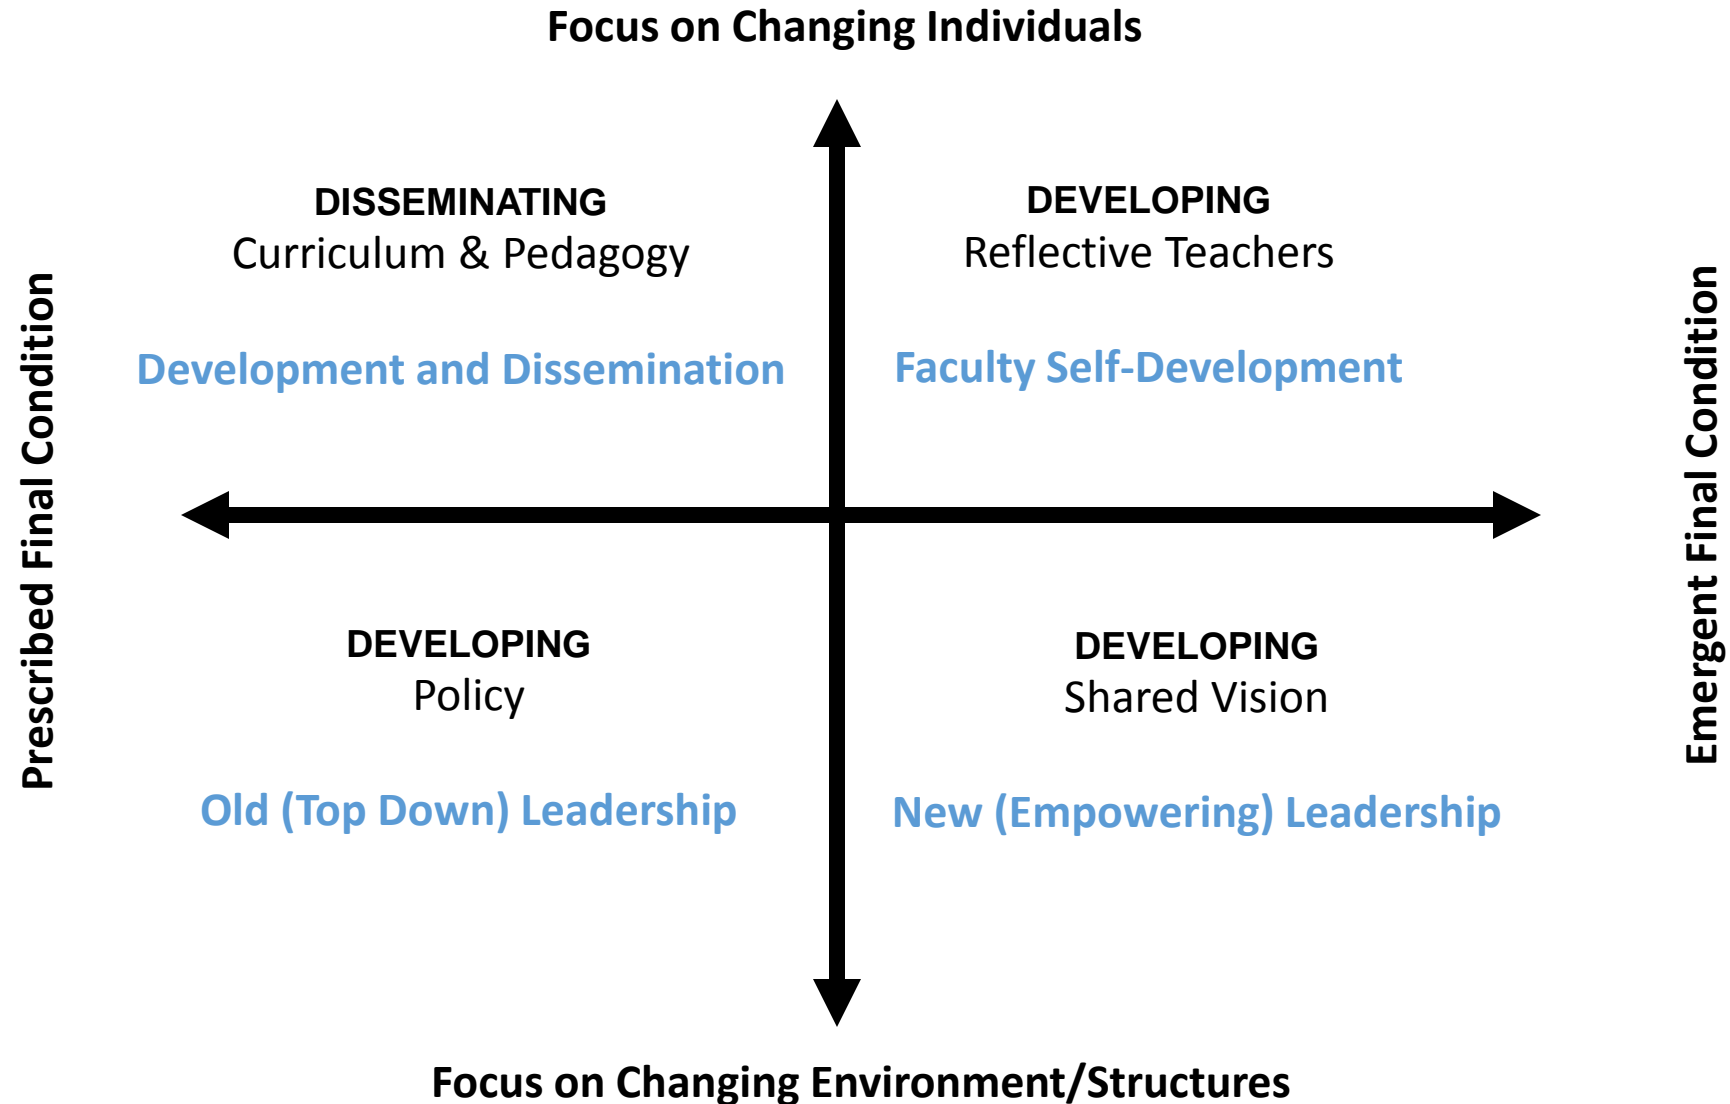 Focus on Changing Individuals
DISSEMINATING
Curriculum & Pedagogy
Development and Dissemination
DEVELOPING
Reflective Teachers
Faculty Self-Development
Prescribed Final Condition
Emergent Final Condition
DEVELOPING
Policy
Old (Top Down) Leadership
DEVELOPING
Shared Vision
New (Empowering) Leadership
Focus on Changing Environment/Structures